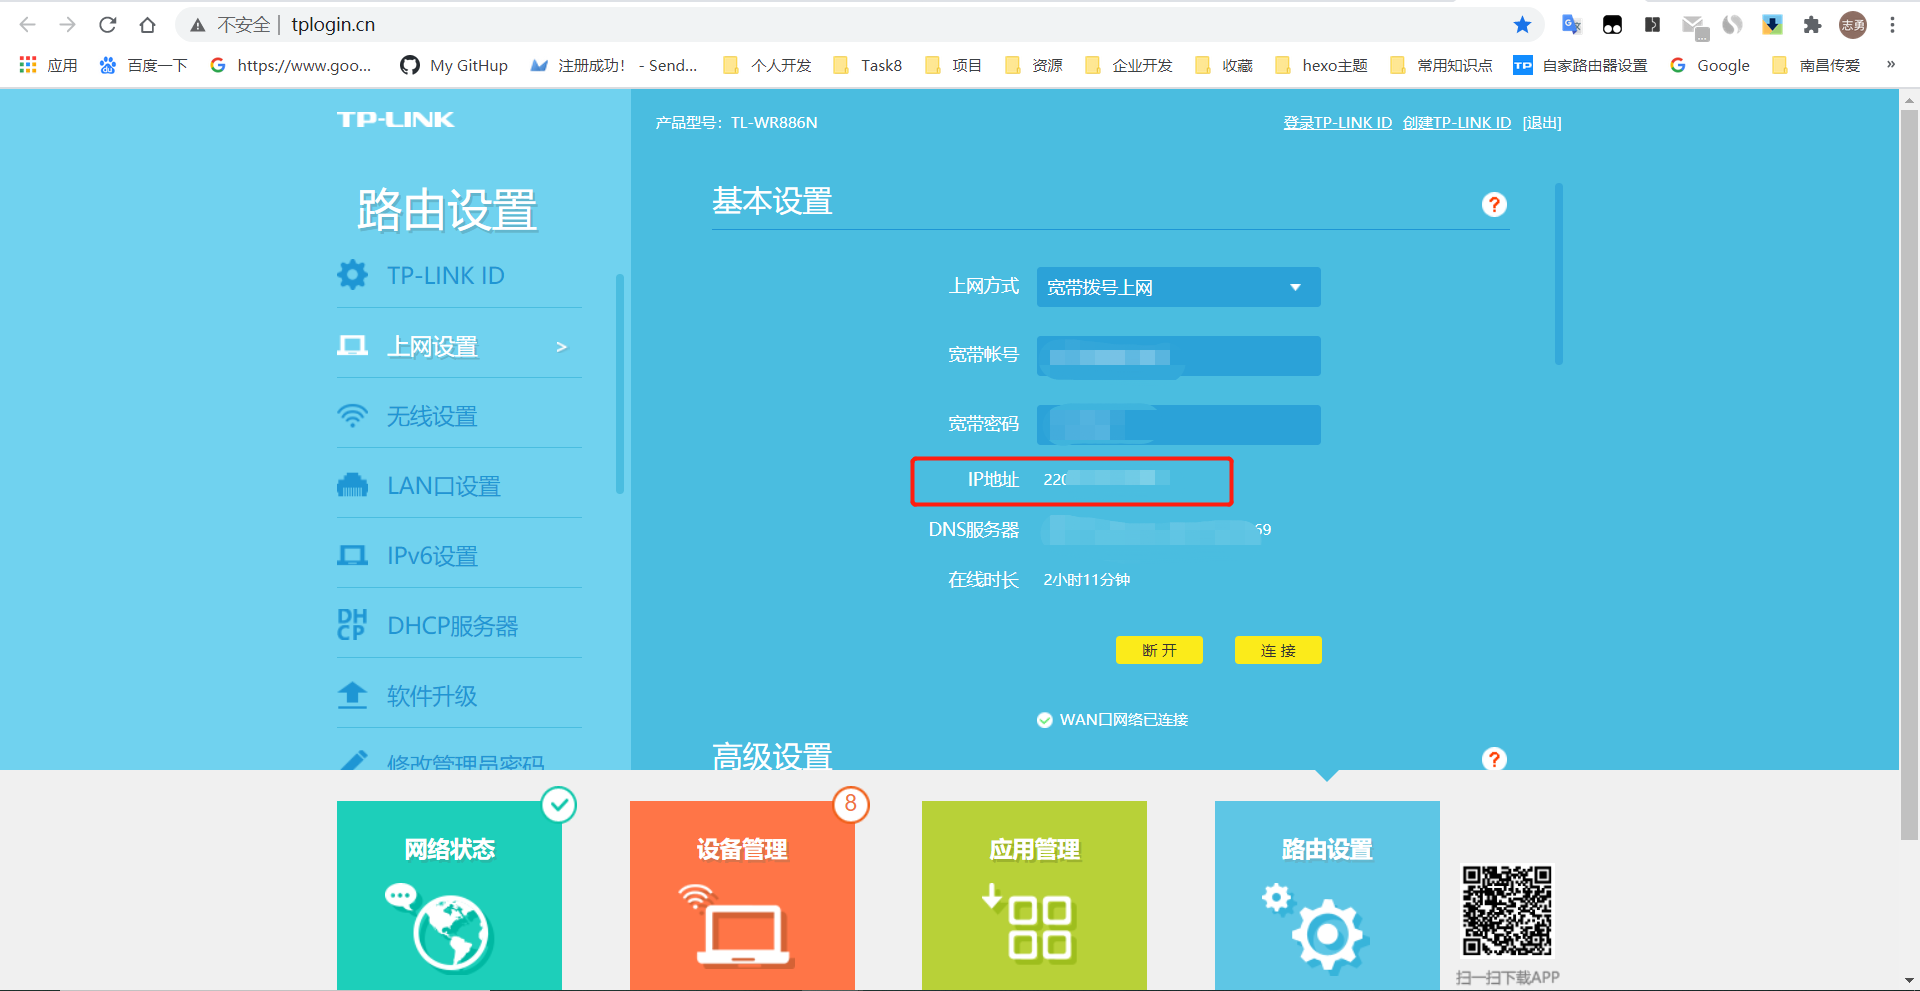 不安全 | tplogin.cn
志勇
应用 百度一下 https://www.goo... My GitHup 注册成功! - Send... 个人开发 Task8 项目 资源 企业开发 收藏 hexo主题 常用知识点 TP 自家路由器设置 Google 南昌传爱 »
TP-LINK
产品型号：TL-WR886N
登录TP-LINK ID 创建TP-LINK ID [退出]
路由设置
TP-LINK ID
上网设置 >
无线设置
LAN口设置
IPv6设置
DHCP DHCP服务器
软件升级
修改管理员密码
基本设置 ?
上网方式 宽带拨号上网
宽带帐号
宽带密码
IP地址 220
DNS服务器 69
在线时长 2小时11分钟
断开 连接
WAN口网络已连接
高级设置 ?
网络状态
设备管理 8
应用管理
路由设置
扫一扫下载APP